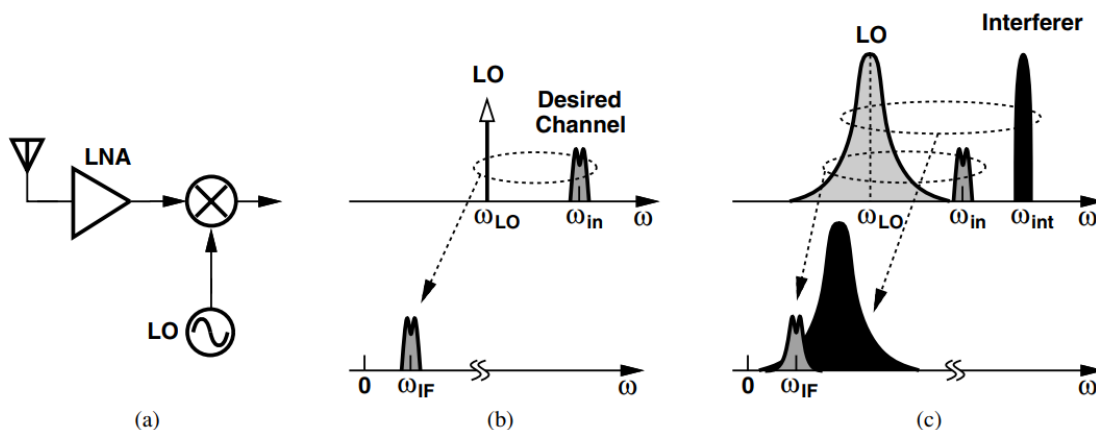 LNA
LO
(a)
LO
Desired
Channel
ω_LO
ω_in
ω
0
ω_IF
ω
(b)
LO
Interferer
ω_LO
ω_in
ω_int
ω
0
ω_IF
ω
(c)